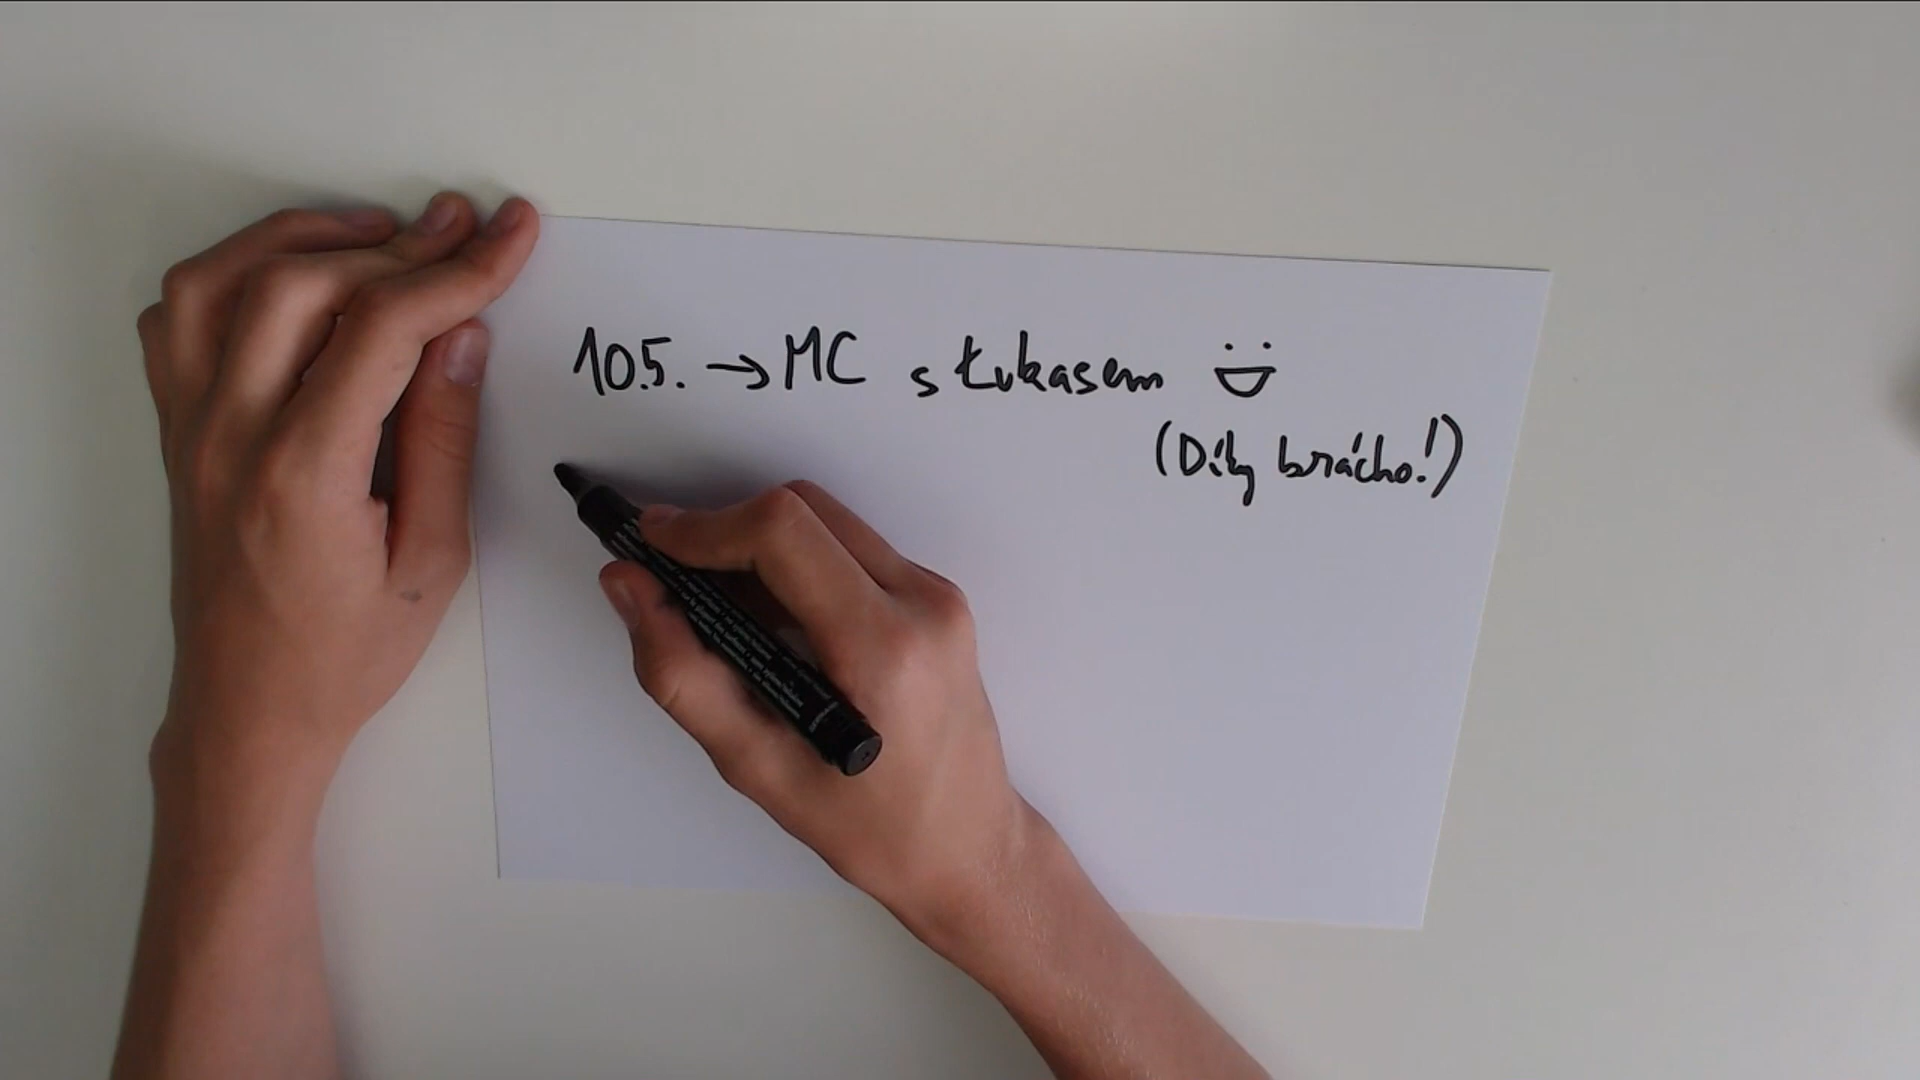 10.5. → MC s Łukasem
(Díky brácho!)